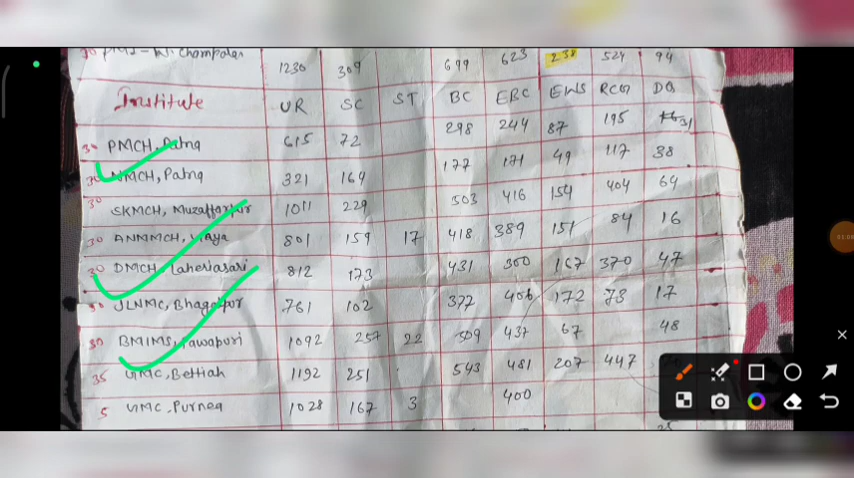 1230 309 699 623 238 524 94
Institute UR SC ST BC EBC EWS RCG DQ
30 PMCH, Patna 615 72 298 244 87 195 31
30 NMCH, Patna 321 164 177 171 49 117 38
30 SKMCH, Muzaffarpur 1011 229 503 416 154 404 64
30 ANMMCH, Gaya 801 159 17 418 389 151 84 16
30 DMCH, Laheriasari 812 173 431 300 167 370 47
JLNMC, Bhagalpur 761 102 377 406 172 73 17
30 BMIMS, Pawapuri 1092 257 22 509 437 67 48
35 GMC, Bettiah 1192 251 543 481 207 447
5 GMC, Purnea 1028 167 3 400